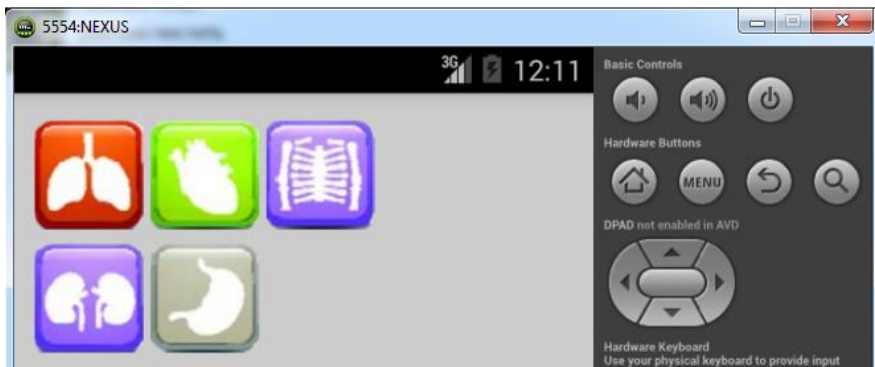 5554:NEXUS
3G 12:11
Basic Controls
Hardware Buttons
MENU
DPAD not enabled in AVD
Hardware Keyboard
Use your physical keyboard to provide input